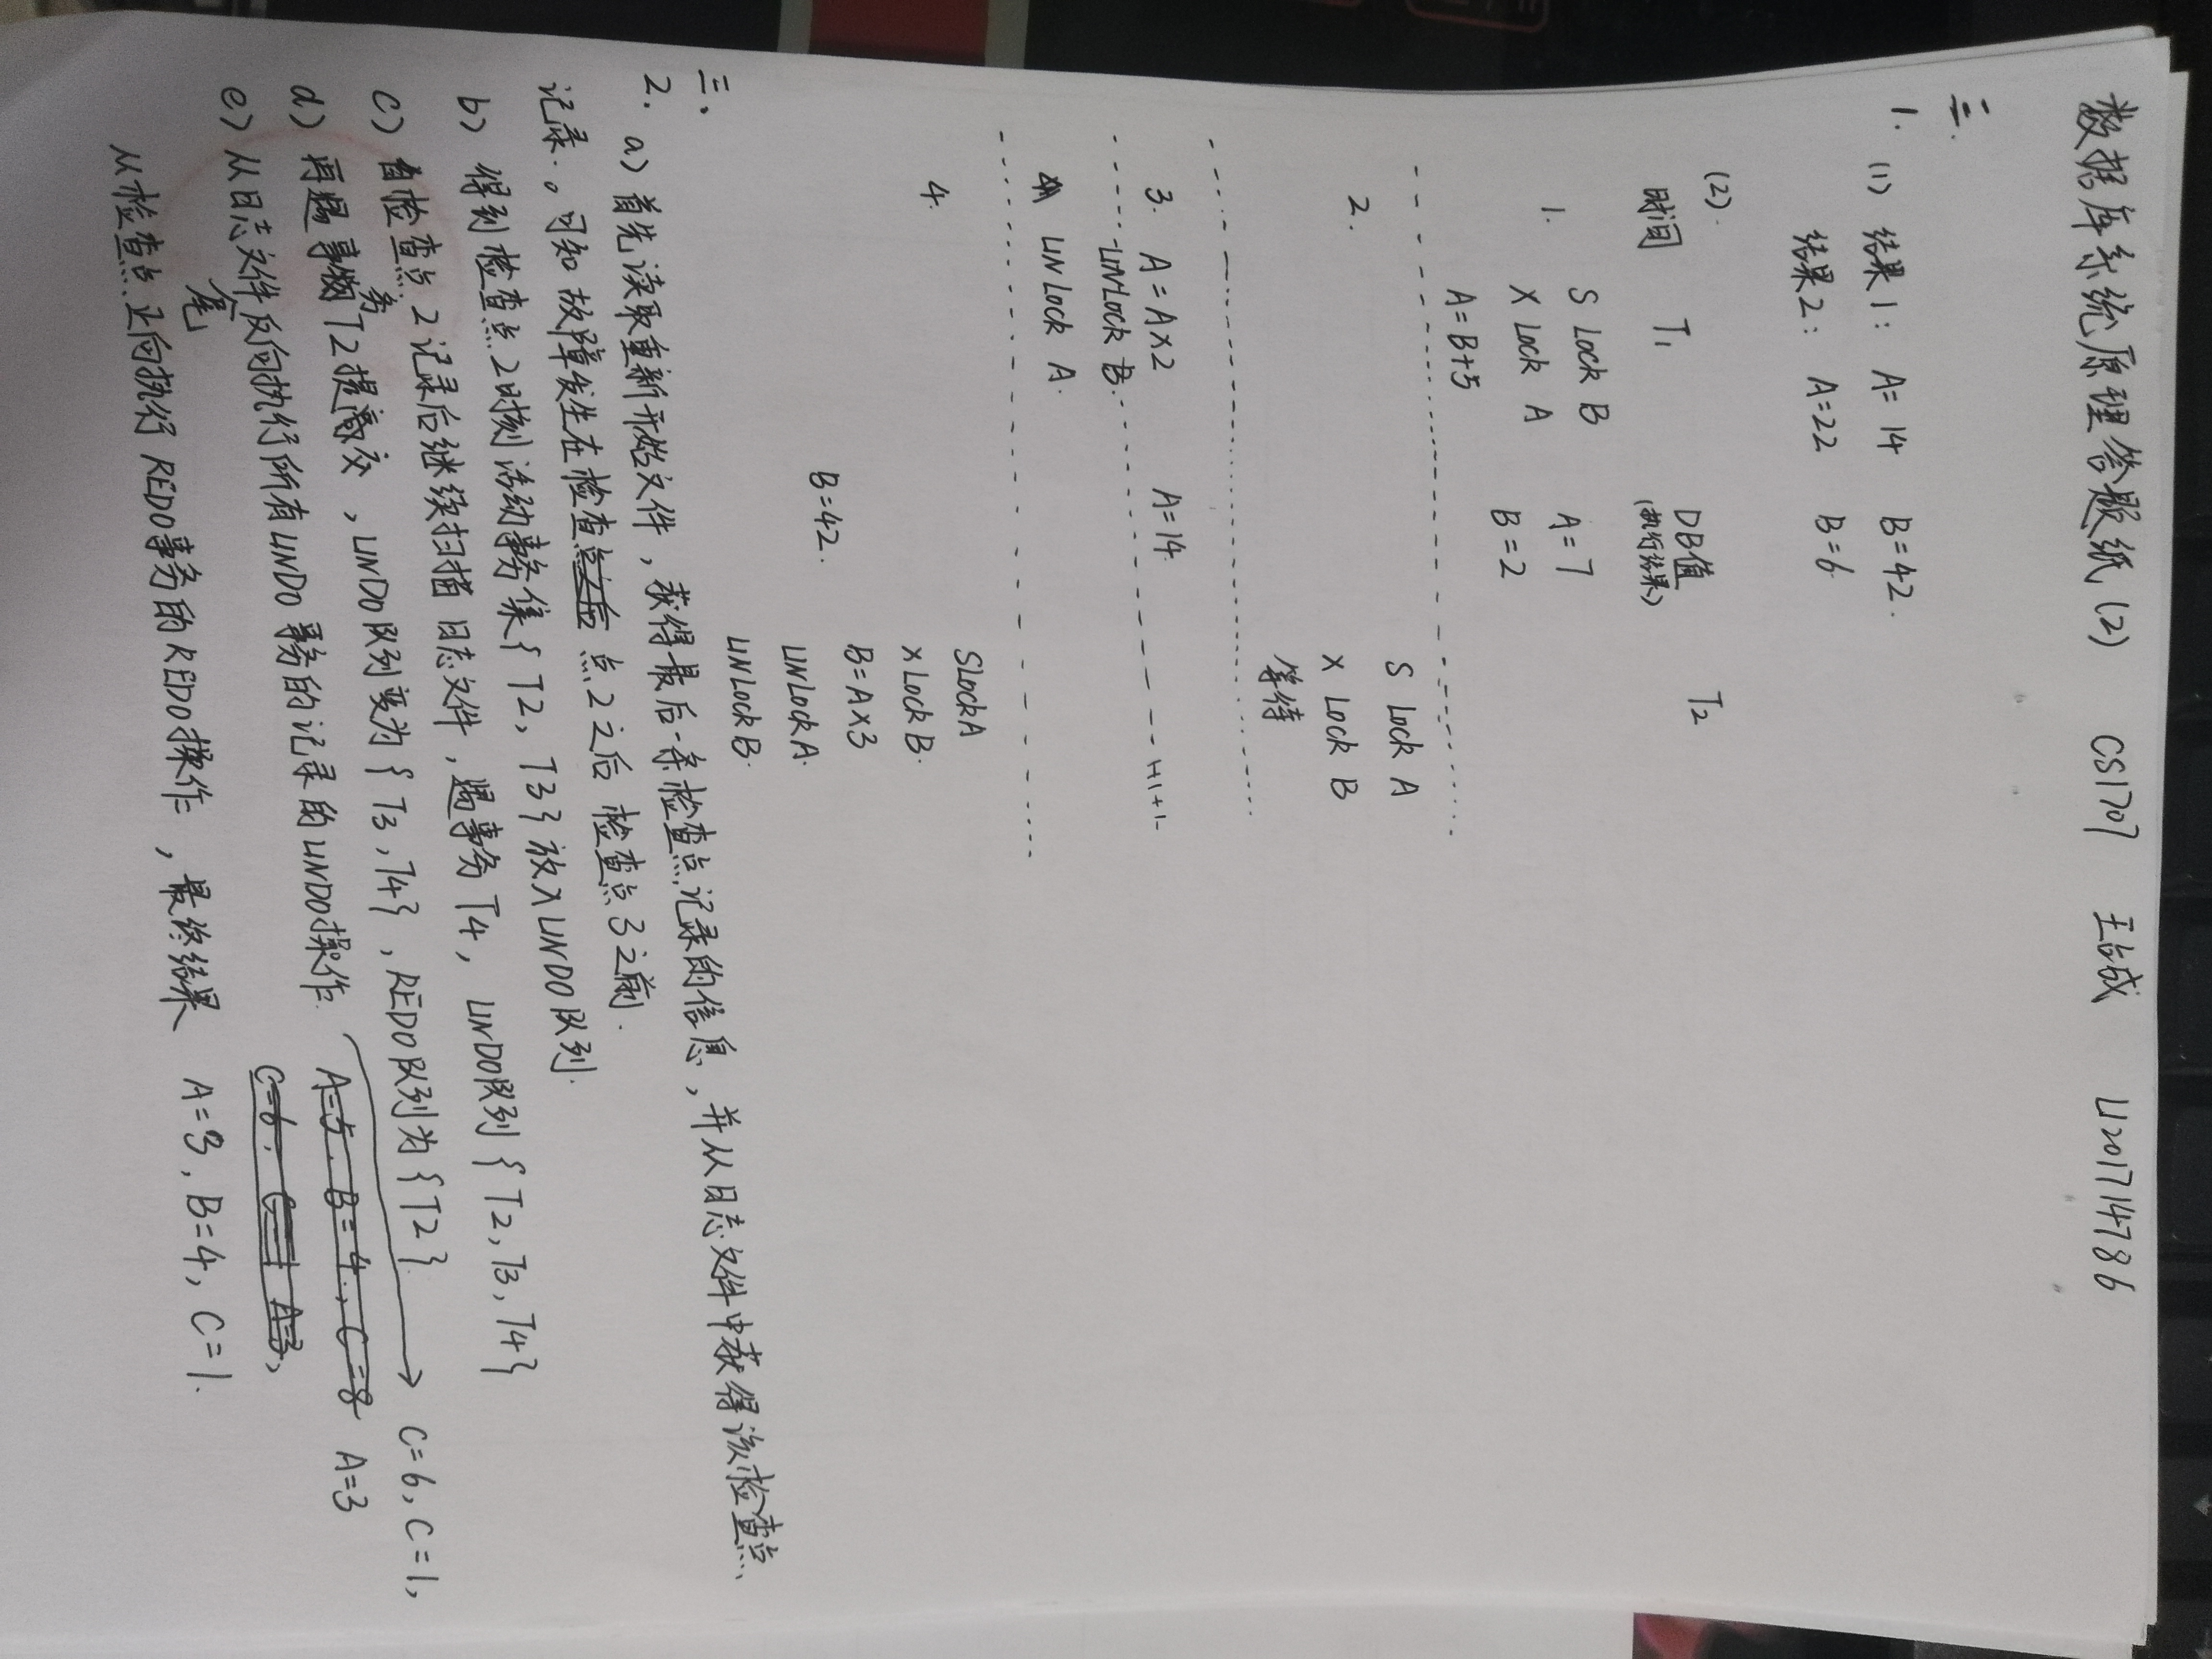 数据库系统原理答题纸(2) CS1707 王占成 U201714786
二.
1. (1) 结果1: A=14 B=42.
结果2: A=22 B=6.
(2). 时间 T1 DB值 (执行结果) T2
1. S Lock B A=7
X Lock A B=2
A=B+5
2. S Lock A
X Lock B
等待
3. A=A×2 A=14
UNLock B.
UNLock A.
4. SLockA
XLockB.
B=42. B=A×3
UNLockA.
UNLockB.
三、
2. a) 首先读取重新开始文件,获得最后一条检查点记录的信息,并从日志文件中获得该检查点
记录.。可知故障发生在检查点2之后 检查点3之前.
b) 得到检查点2时刻活动事务集{T2,T3}放入UNDO队列.
c) 自检查点2记录后继续扫描日志文件,遇事务T4, UNDO队列{T2,T3,T4}
d) 再遇事务T2提交,UNDO队列变为{T3,T4},REDO队列为{T2}.
e) 从日志文件尾反向执行所有UNDO事务的记录的UNDO操作. C=6,C=1, A=3
从检查点正向执行REDO事务的REDO操作,最终结果 A=3,B=4,C=1.